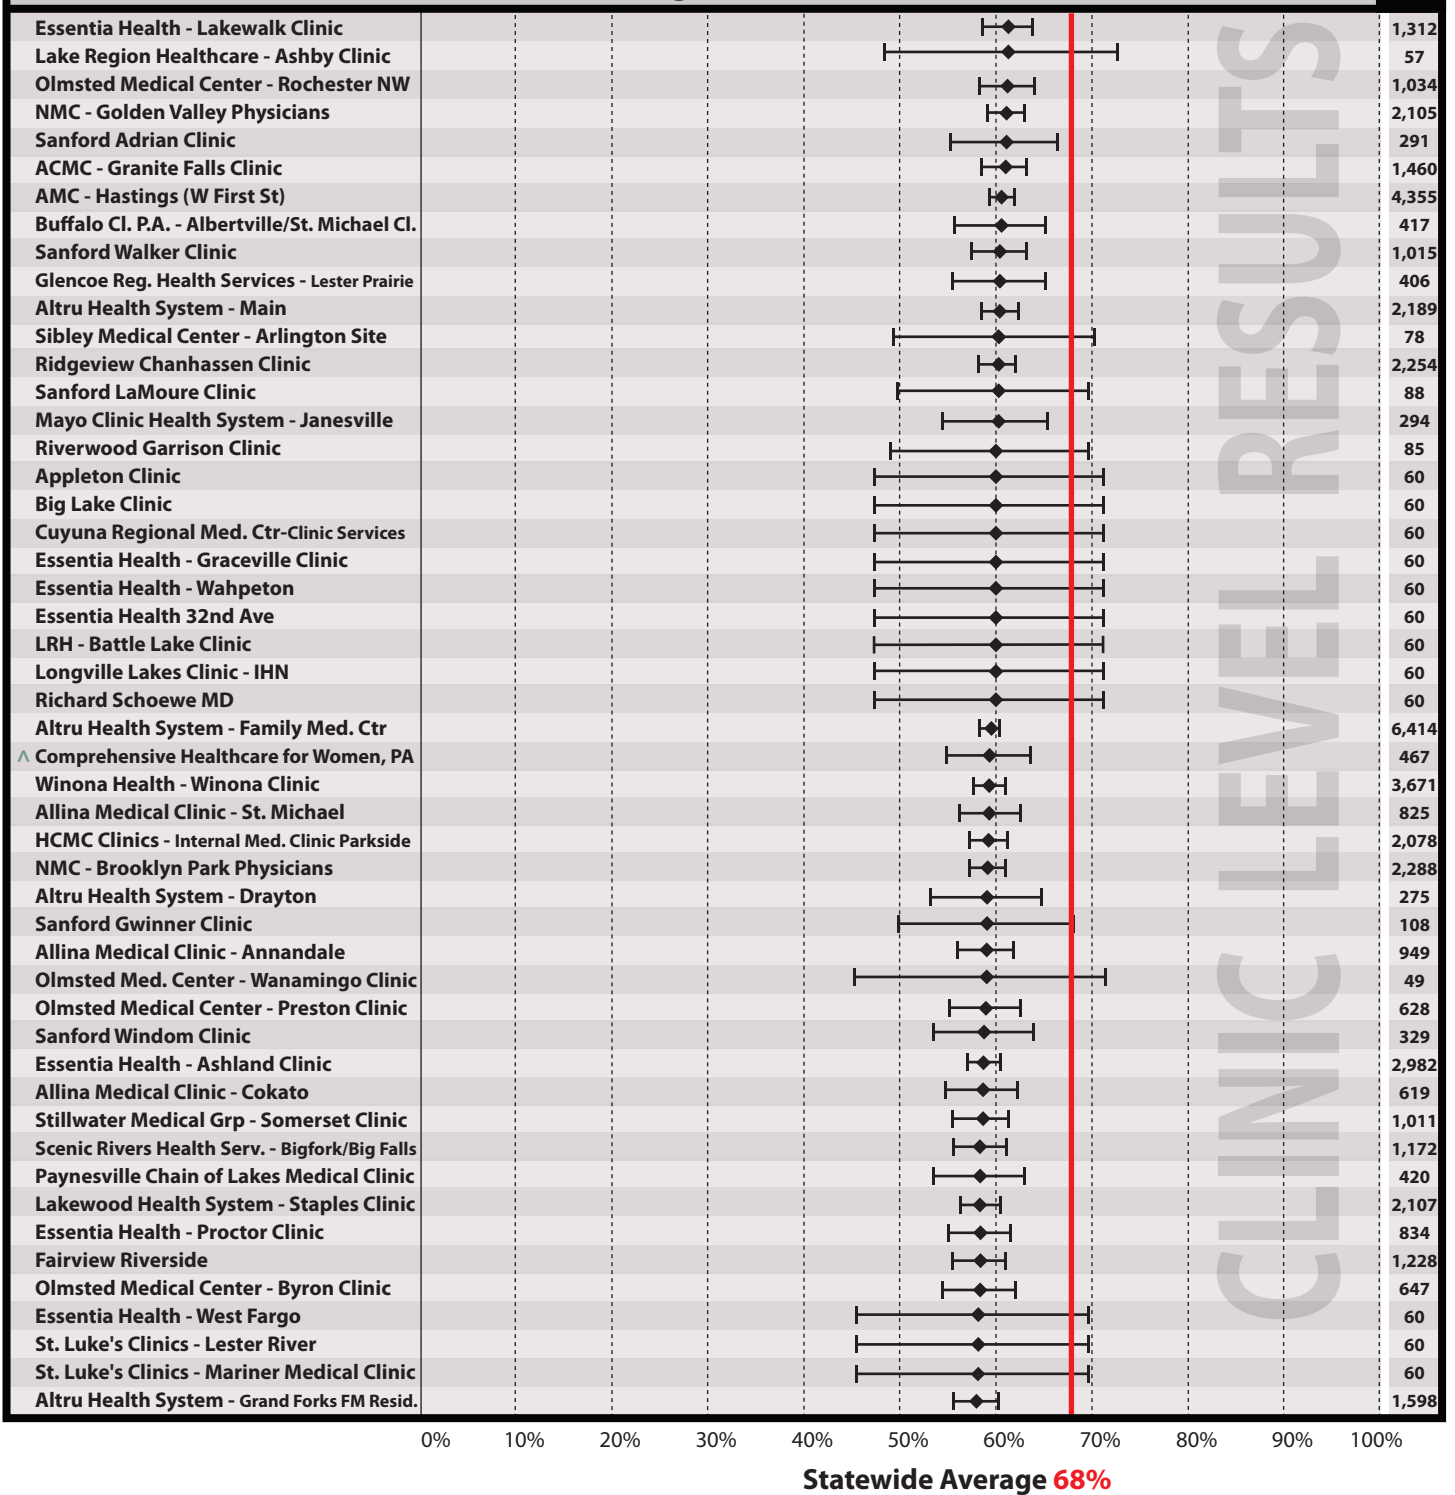 Essentia Health - Lakewalk Clinic 1,312
Lake Region Healthcare - Ashby Clinic 57
Olmsted Medical Center - Rochester NW 1,034
NMC - Golden Valley Physicians 2,105
Sanford Adrian Clinic 291
ACMC - Granite Falls Clinic 1,460
AMC - Hastings (W First St) 4,355
Buffalo Cl. P.A. - Albertville/St. Michael Cl. 417
Sanford Walker Clinic 1,015
Glencoe Reg. Health Services - Lester Prairie 406
Altru Health System - Main 2,189
Sibley Medical Center - Arlington Site 78
Ridgeview Chanhassen Clinic 2,254
Sanford LaMoure Clinic 88
Mayo Clinic Health System - Janesville 294
Riverwood Garrison Clinic 85
Appleton Clinic 60
Big Lake Clinic 60
Cuyuna Regional Med. Ctr-Clinic Services 60
Essentia Health - Graceville Clinic 60
Essentia Health - Wahpeton 60
Essentia Health 32nd Ave 60
LRH - Battle Lake Clinic 60
Longville Lakes Clinic - IHN 60
Richard Schoewe MD 60
Altru Health System - Family Med. Ctr 6,414
^ Comprehensive Healthcare for Women, PA 467
Winona Health - Winona Clinic 3,671
Allina Medical Clinic - St. Michael 825
HCMC Clinics - Internal Med. Clinic Parkside 2,078
NMC - Brooklyn Park Physicians 2,288
Altru Health System - Drayton 275
Sanford Gwinner Clinic 108
Allina Medical Clinic - Annandale 949
Olmsted Med. Center - Wanamingo Clinic 49
Olmsted Medical Center - Preston Clinic 628
Sanford Windom Clinic 329
Essentia Health - Ashland Clinic 2,982
Allina Medical Clinic - Cokato 619
Stillwater Medical Grp - Somerset Clinic 1,011
Scenic Rivers Health Serv. - Bigfork/Big Falls 1,172
Paynesville Chain of Lakes Medical Clinic 420
Lakewood Health System - Staples Clinic 2,107
Essentia Health - Proctor Clinic 834
Fairview Riverside 1,228
Olmsted Medical Center - Byron Clinic 647
Essentia Health - West Fargo 60
St. Luke's Clinics - Lester River 60
St. Luke's Clinics - Mariner Medical Clinic 60
Altru Health System - Grand Forks FM Resid. 1,598
CLINIC LEVEL RESULTS
0% 10% 20% 30% 40% 50% 60% 70% 80% 90% 100%
Statewide Average 68%